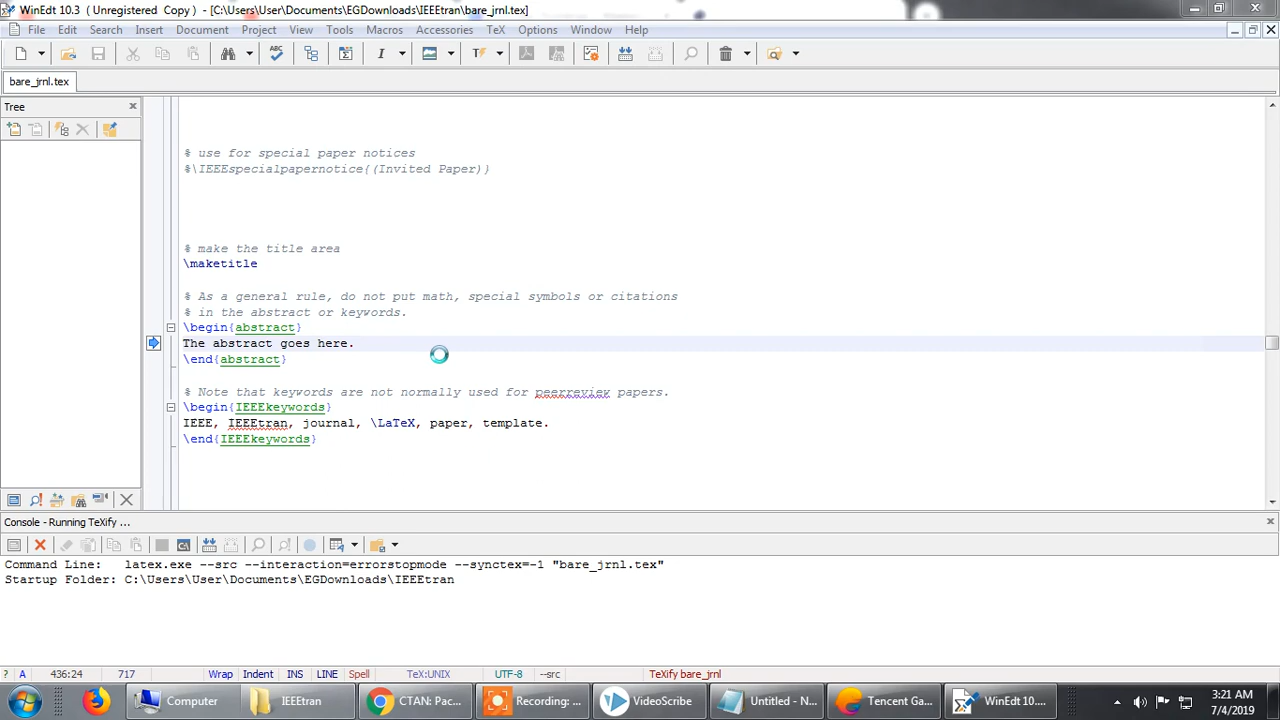 WinEdt 10.3 ( Unregistered Copy ) - [C:\Users\User\Documents\EGDownloads\IEEEtran\bare_jrnl.tex]
File Edit Search Insert Document Project View Tools Macros Accessories TeX Options Window Help
bare_jrnl.tex
Tree
% use for special paper notices
%\IEEEspecialpapernotice{(Invited Paper)}
% make the title area
\maketitle
% As a general rule, do not put math, special symbols or citations
% in the abstract or keywords.
\begin{abstract}
The abstract goes here.
\end{abstract}
% Note that keywords are not normally used for peerreview papers.
\begin{IEEEkeywords}
IEEE, IEEEtran, journal, \LaTeX, paper, template.
\end{IEEEkeywords}
Console - Running TeXify ...
Command Line: latex.exe --src --interaction=errorstopmode --synctex=-1 "bare_jrnl.tex"
Startup Folder: C:\Users\User\Documents\EGDownloads\IEEEtran
? A 436:24 717 Wrap Indent INS LINE Spell TeX:UNIX UTF-8 --src TeXify bare_jrnl
Computer IEEEtran CTAN: Pac... Recording: ... VideoScribe Untitled - N... Tencent Ga... WinEdt 10.... 3:21 AM
7/4/2019